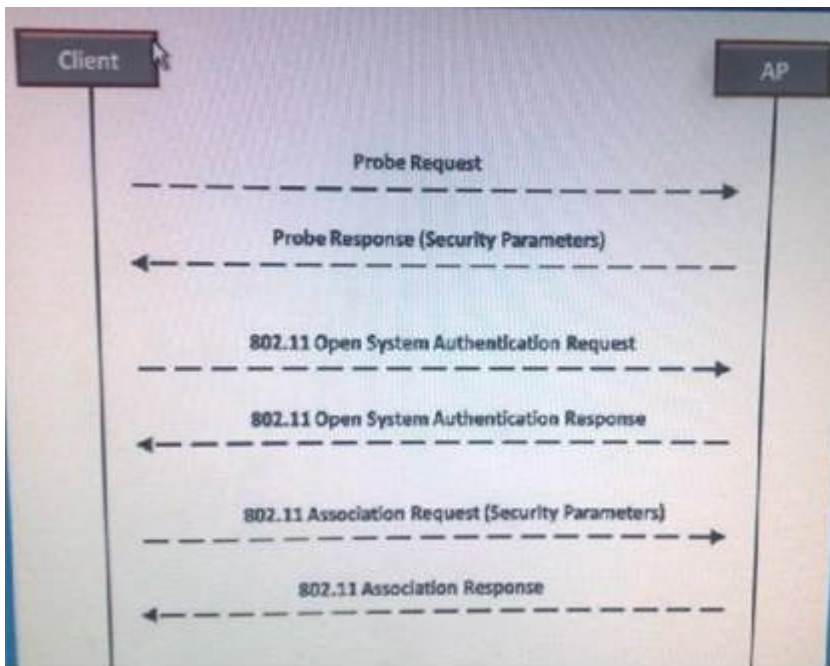 Client
AP
Probe Request
Probe Response (Security Parameters)
802.11 Open System Authentication Request
802.11 Open System Authentication Response
802.11 Association Request (Security Parameters)
802.11 Association Response